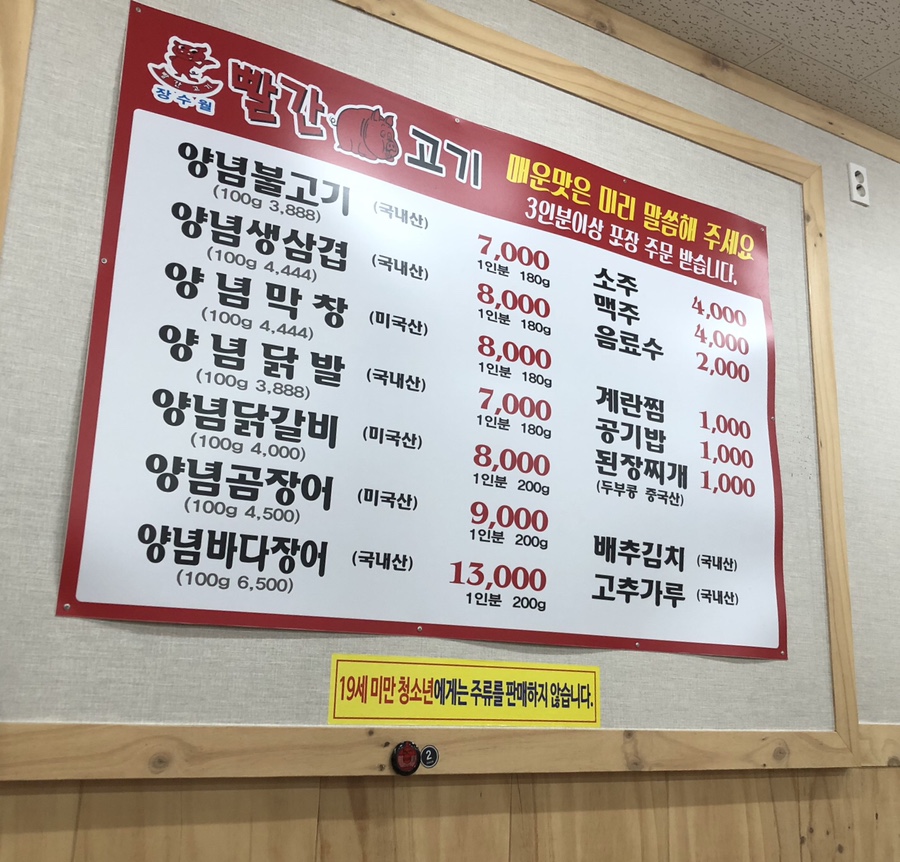 빨간고기
장수월
빨간 고기
매운맛은 미리 말씀해 주세요
3인분이상 포장 주문 받습니다.
양념불고기 (국내산) 7,000
(100g 3,888) 1인분 180g
양념생삼겹 (국내산) 8,000
(100g 4,444) 1인분 180g
양념막창 (미국산) 8,000
(100g 4,444) 1인분 180g
양념닭발 (국내산) 7,000
(100g 3,888) 1인분 180g
양념닭갈비 (미국산) 8,000
(100g 4,000) 1인분 200g
양념곰장어 (미국산) 9,000
(100g 4,500) 1인분 200g
양념바다장어 (국내산) 13,000
(100g 6,500) 1인분 200g
소주 4,000
맥주 4,000
음료수 2,000
계란찜 1,000
공기밥 1,000
된장찌개 1,000
(두부콩 중국산)
배추김치 (국내산)
고추가루 (국내산)
19세 미만 청소년에게는 주류를 판매하지 않습니다.
2